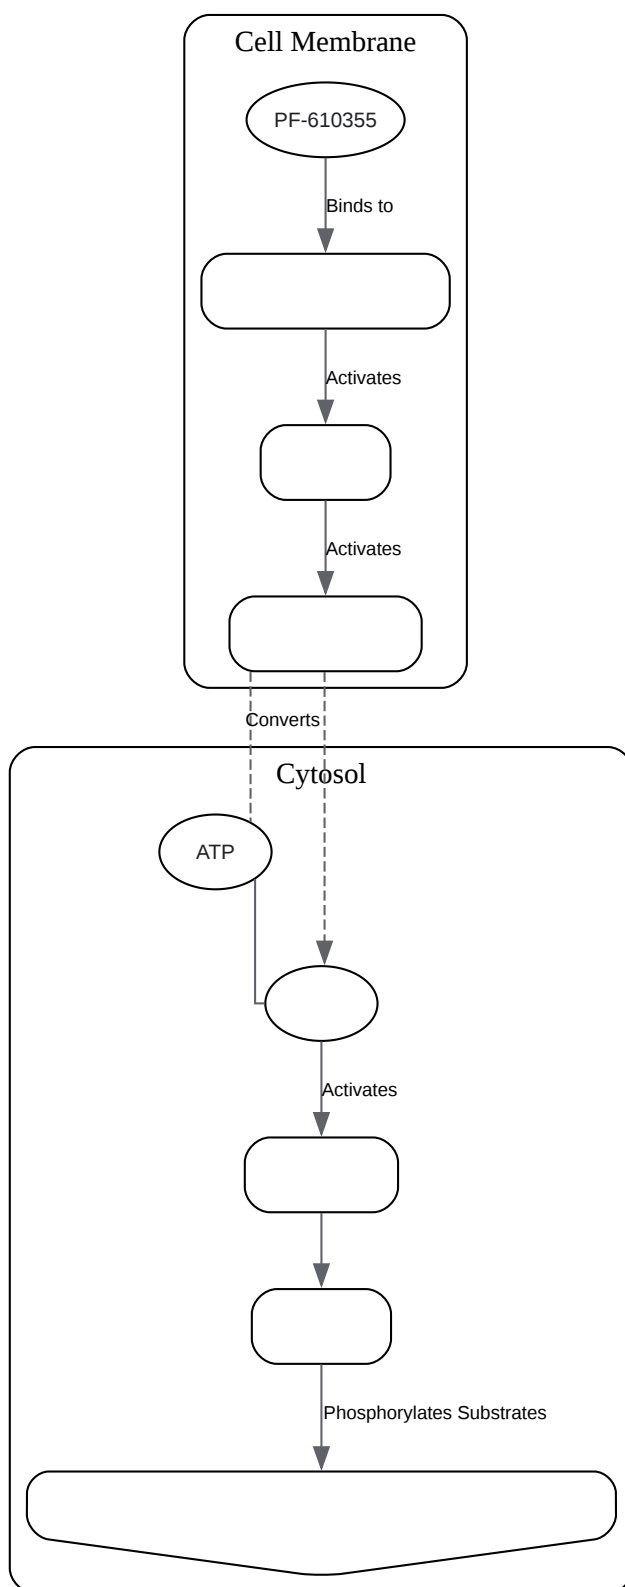 Cell Membrane
PF-610355
Binds to
Activates
Activates
Converts
Cytosol
ATP
Activates
Phosphorylates Substrates